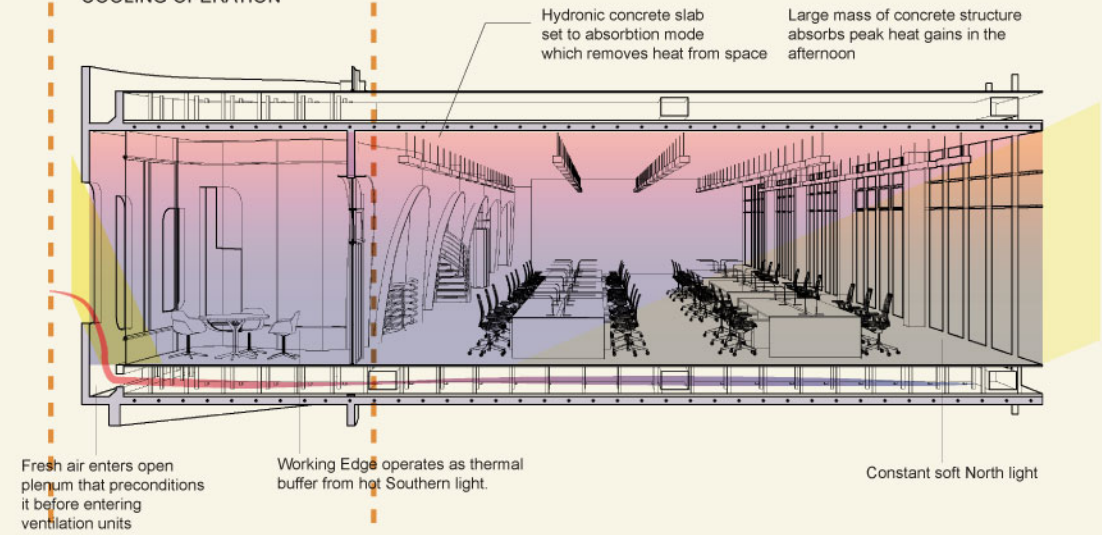 COOLING OPERATION
Hydronic concrete slab
set to absorbtion mode
which removes heat from space
Large mass of concrete structure
absorbs peak heat gains in the
afternoon
Fresh air enters open
plenum that preconditions
it before entering
ventilation units
Working Edge operates as thermal
buffer from hot Southern light.
Constant soft North light